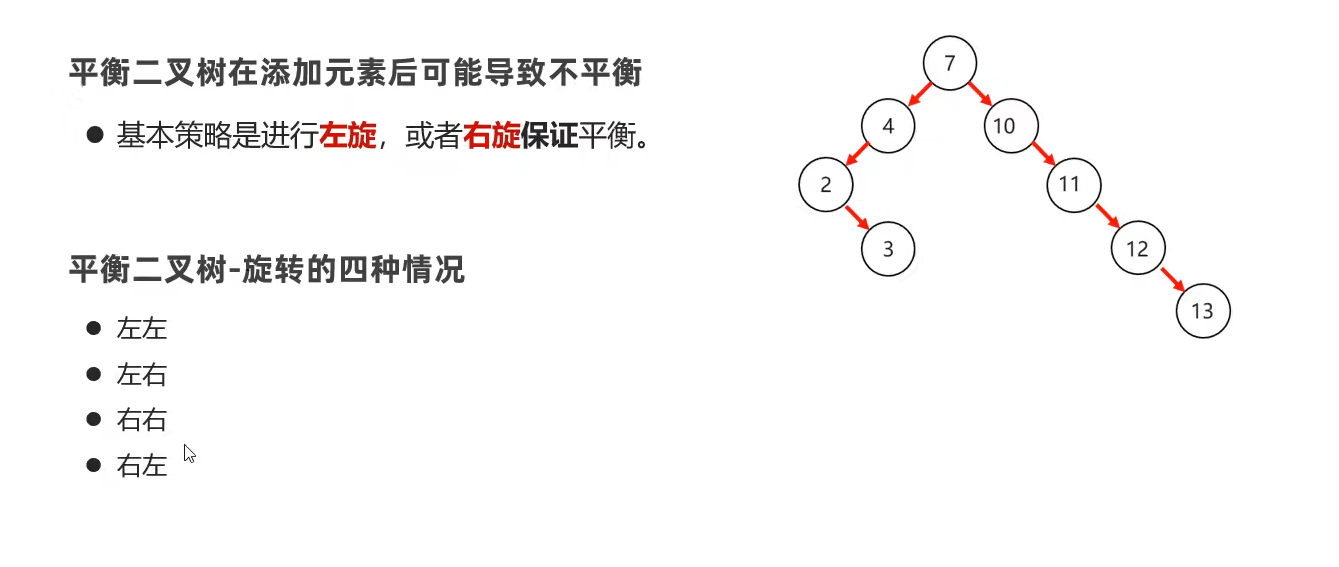 平衡二叉树在添加元素后可能导致不平衡
● 基本策略是进行左旋，或者右旋保证平衡。
平衡二叉树-旋转的四种情况
● 左左
● 左右
● 右右
● 右左
7
4
10
2
11
3
12
13